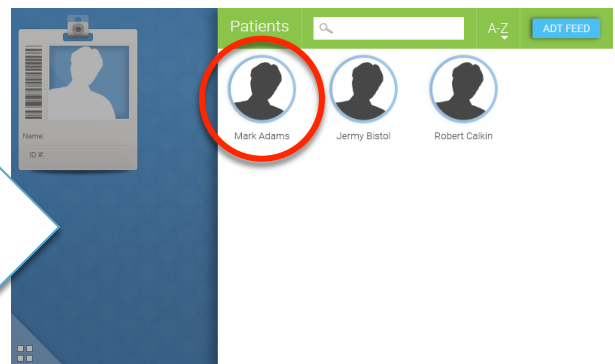 Patients
A-Z
ADT FEED
Name:
ID #:
Mark Adams
Jermy Bistol
Robert Calkin